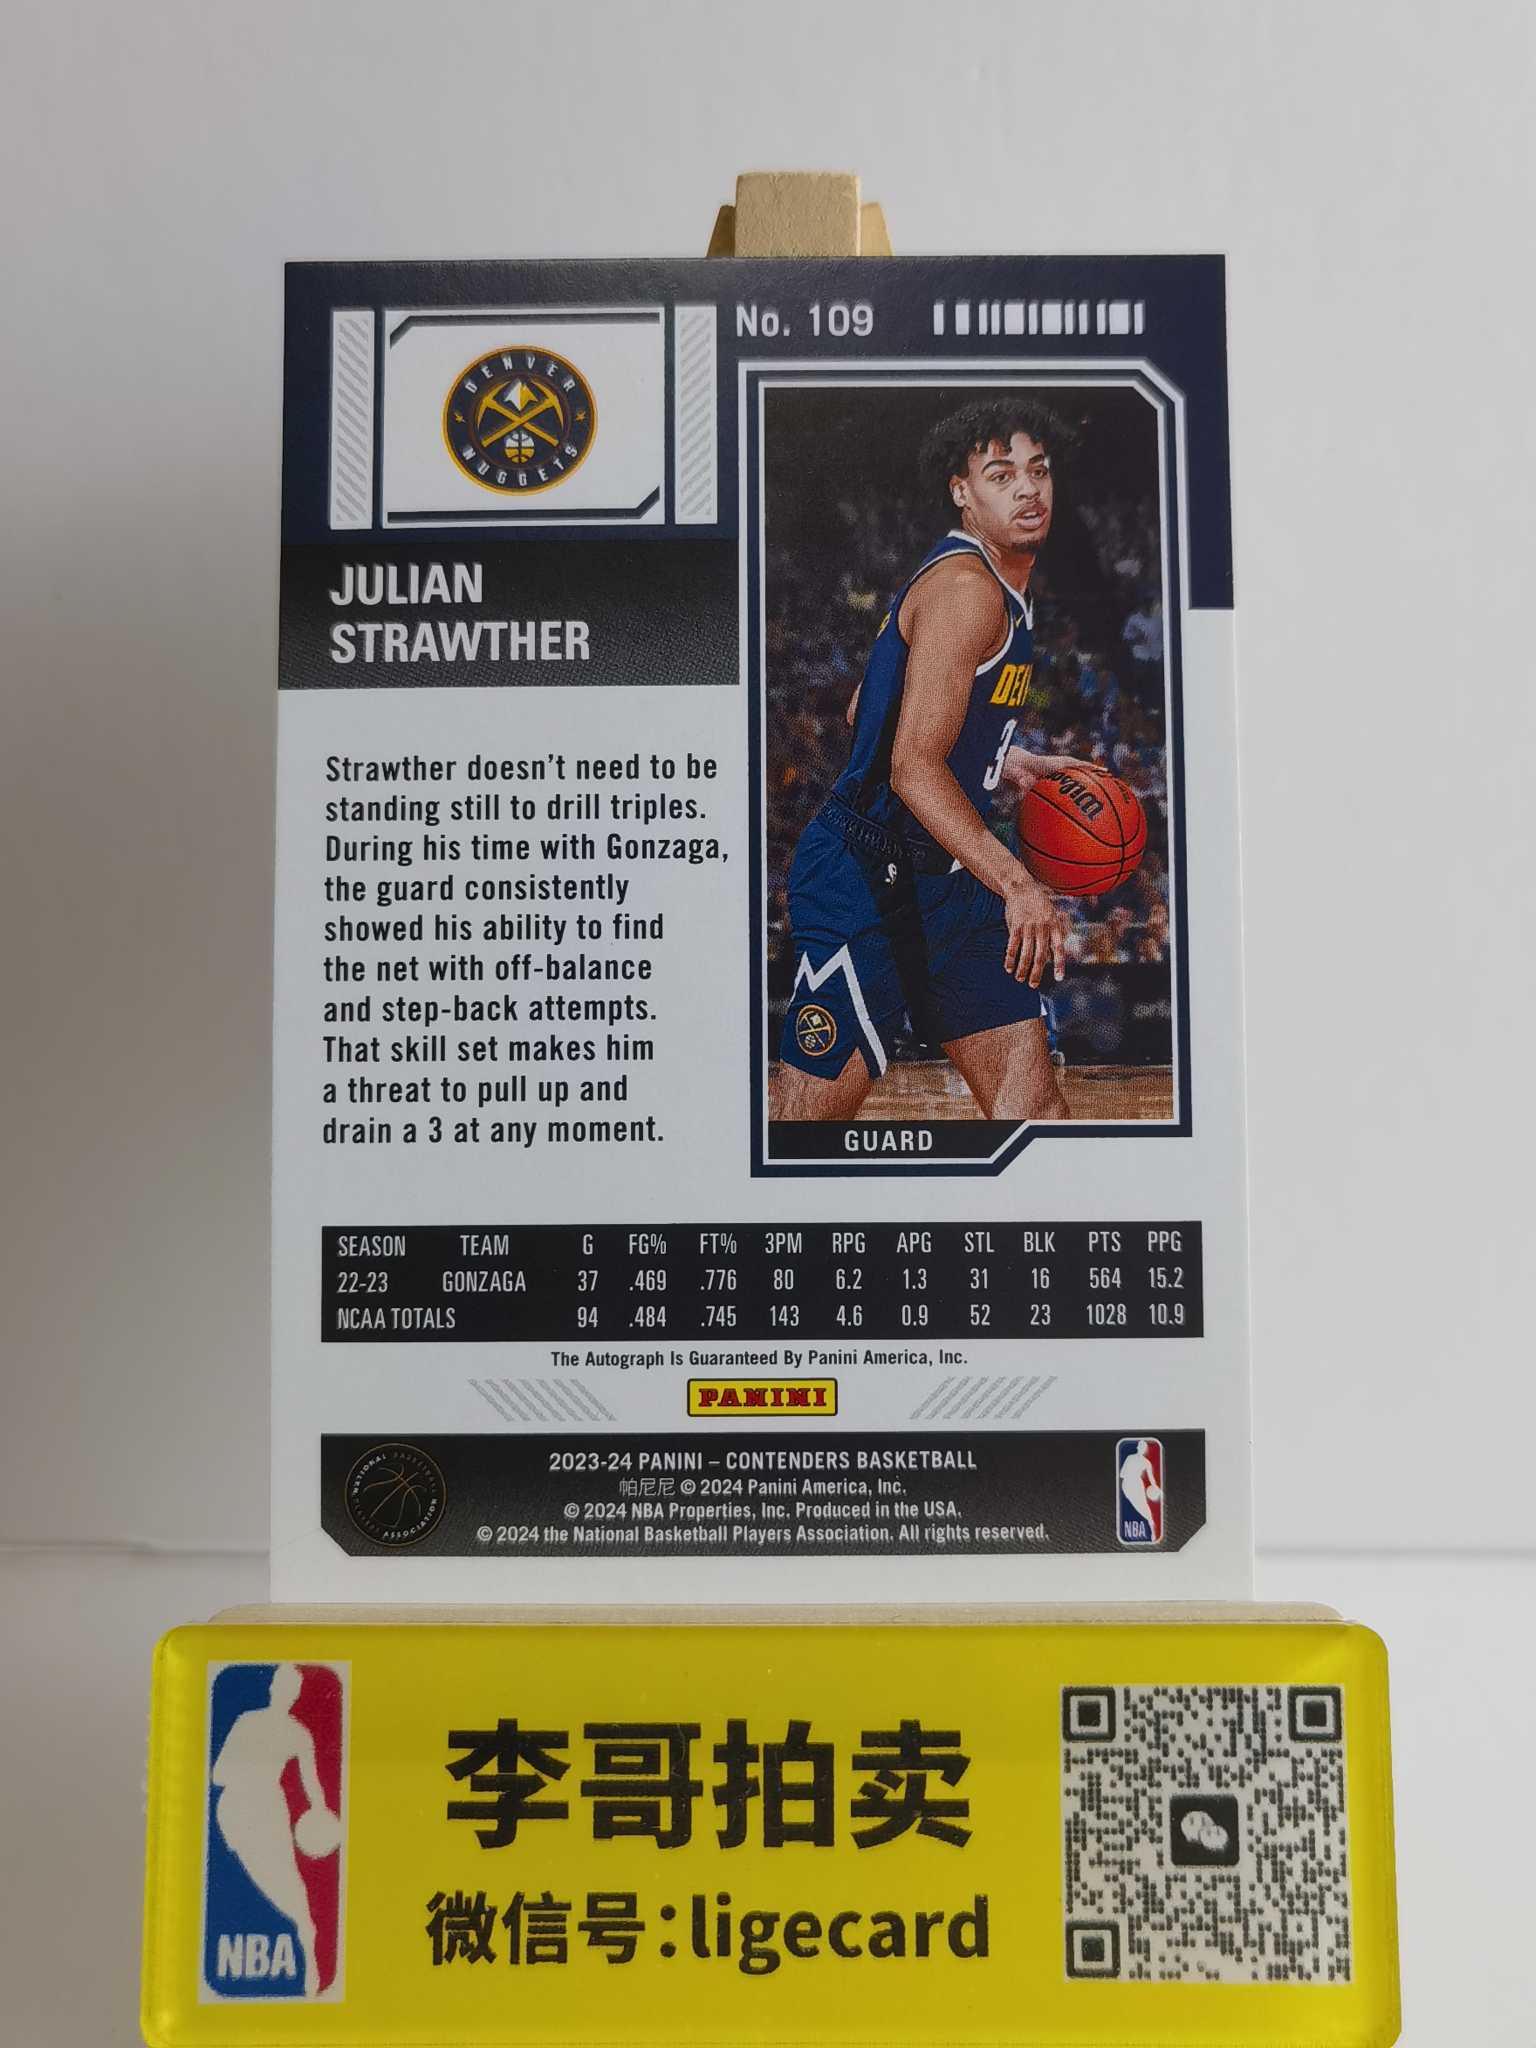 No. 109
DENVER
NUGGETS
JULIAN
STRAWTHER
Strawther doesn't need to be
standing still to drill triples.
During his time with Gonzaga,
the guard consistently
showed his ability to find
the net with off-balance
and step-back attempts.
That skill set makes him
a threat to pull up and
drain a 3 at any moment.
DEN
3
Wilson
GUARD
SEASON TEAM G FG% FT% 3PM RPG APG STL BLK PTS PPG
22-23 GONZAGA 37 .469 .776 80 6.2 1.3 31 16 564 15.2
NCAA TOTALS 94 .484 .745 143 4.6 0.9 52 23 1028 10.9
The Autograph Is Guaranteed By Panini America, Inc.
PANINI
2023-24 PANINI – CONTENDERS BASKETBALL
帕尼尼 © 2024 Panini America, Inc.
© 2024 NBA Properties, Inc. Produced in the USA.
© 2024 the National Basketball Players Association. All rights reserved.
NATIONAL BASKETBALL
PLAYERS ASSOCIATION
NBA
李哥拍卖
微信号:ligecard
NBA